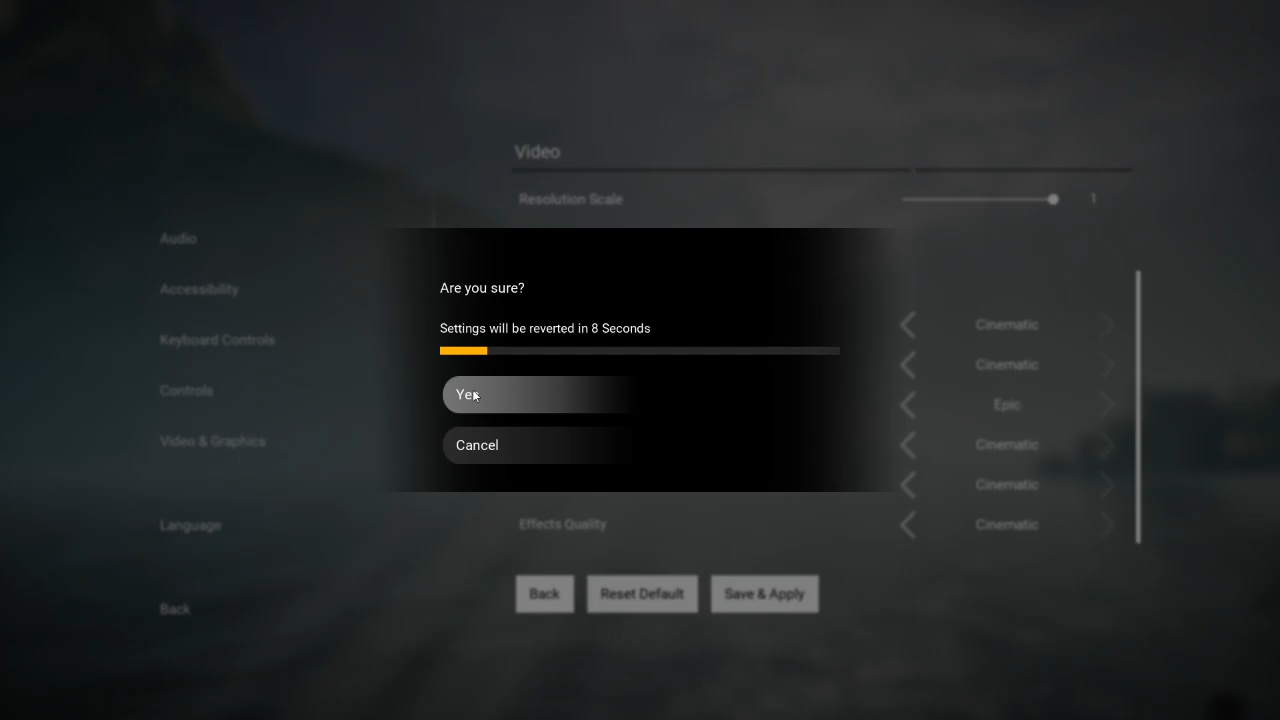 Video
Resolution Scale 1
Audio
Are you sure?
Accessibility
Settings will be reverted in 8 Seconds
Cinematic
Keyboard Controls
Cinematic
Yes
Controls
Epic
Video & Graphics
Cancel
Cinematic
Cinematic
Language
Effects Quality Cinematic
Back Reset Default Save & Apply
Back